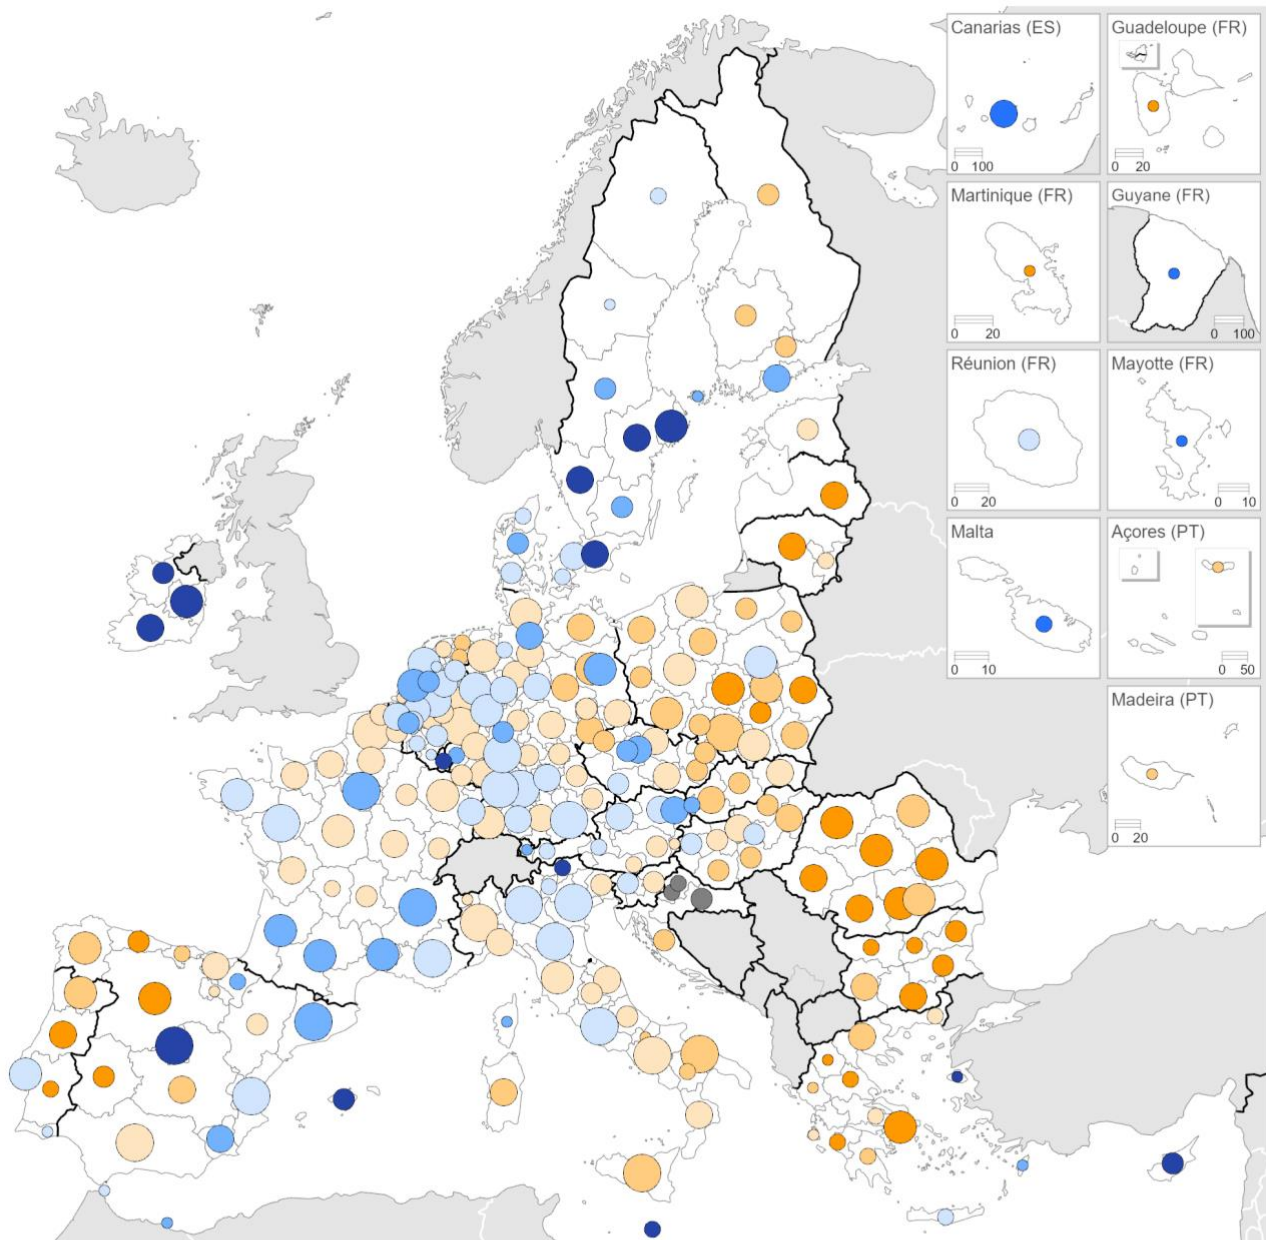 Canarias (ES)
0 100
Guadeloupe (FR)
0 20
Martinique (FR)
0 20
Guyane (FR)
0 100
Réunion (FR)
0 20
Mayotte (FR)
0 10
Malta
0 10
Açores (PT)
0 50
Madeira (PT)
0 20